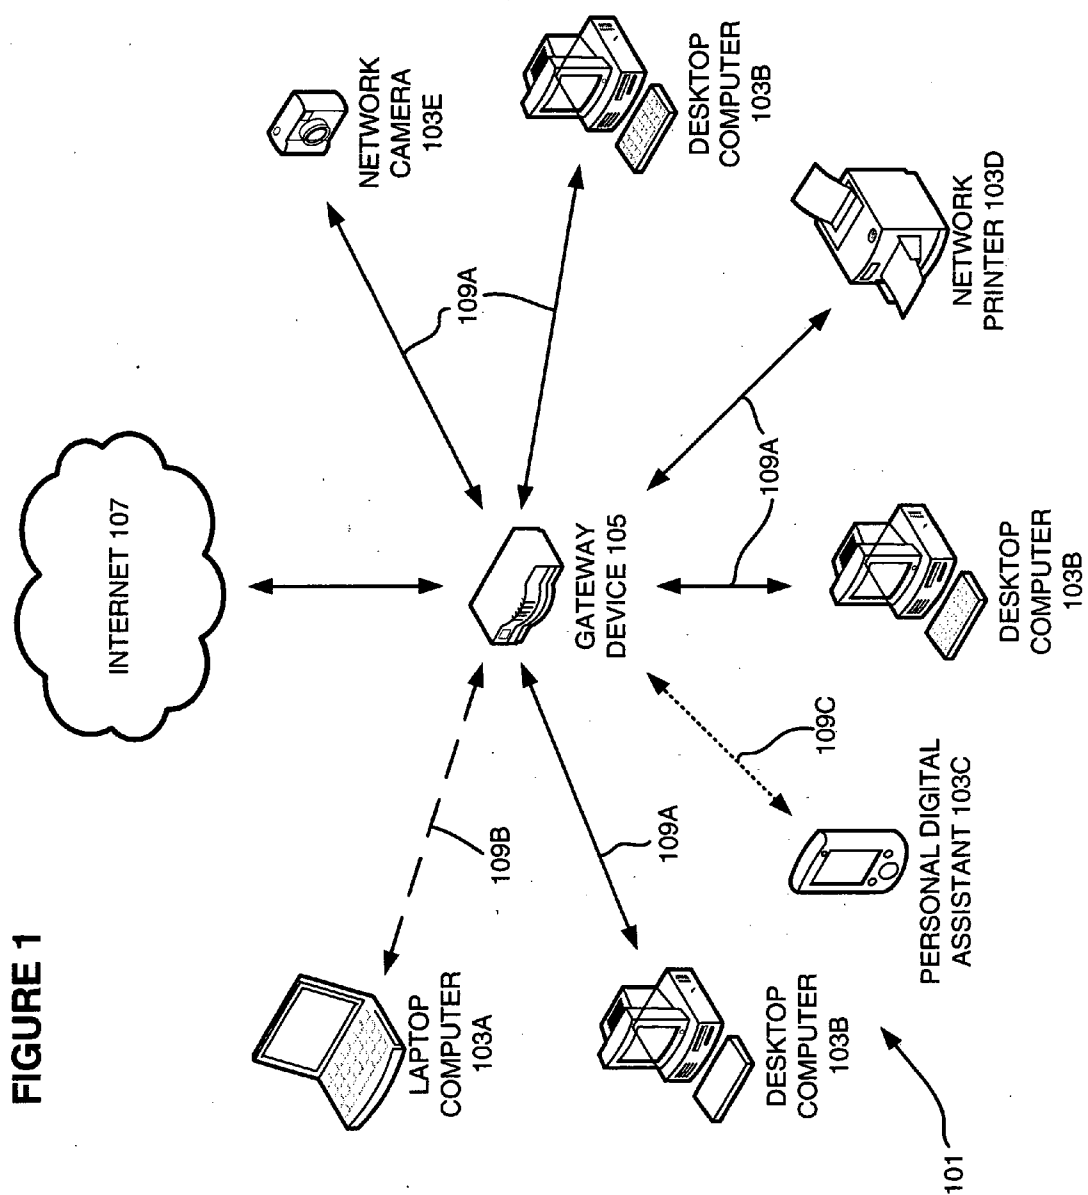 FIGURE 1
INTERNET 107
LAPTOP
COMPUTER
103A
109B
GATEWAY
DEVICE 105
109A
NETWORK
CAMERA
103E
DESKTOP
COMPUTER
103B
109A
109A
DESKTOP
COMPUTER
103B
109C
NETWORK
PRINTER 103D
PERSONAL DIGITAL
ASSISTANT 103C
DESKTOP
COMPUTER
103B
101